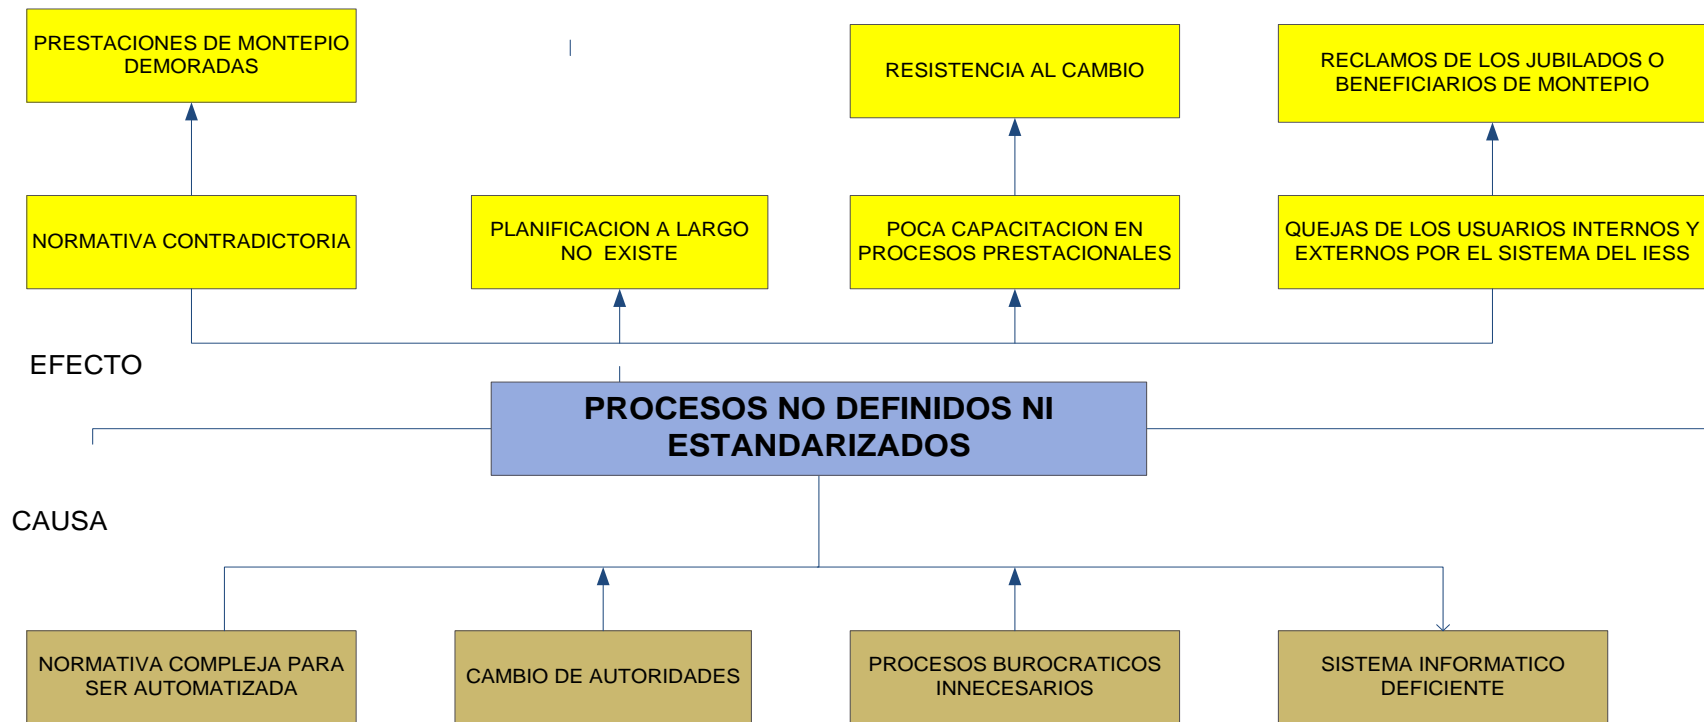 PRESTACIONES DE MONTEPIO
DEMORADAS
RESISTENCIA AL CAMBIO
RECLAMOS DE LOS JUBILADOS O
BENEFICIARIOS DE MONTEPIO
NORMATIVA CONTRADICTORIA
PLANIFICACION A LARGO
NO EXISTE
POCA CAPACITACION EN
PROCESOS PRESTACIONALES
QUEJAS DE LOS USUARIOS INTERNOS Y
EXTERNOS POR EL SISTEMA DEL IESS
EFECTO
PROCESOS NO DEFINIDOS NI
ESTANDARIZADOS
CAUSA
NORMATIVA COMPLEJA PARA
SER AUTOMATIZADA
CAMBIO DE AUTORIDADES
PROCESOS BUROCRATICOS
INNECESARIOS
SISTEMA INFORMATICO
DEFICIENTE